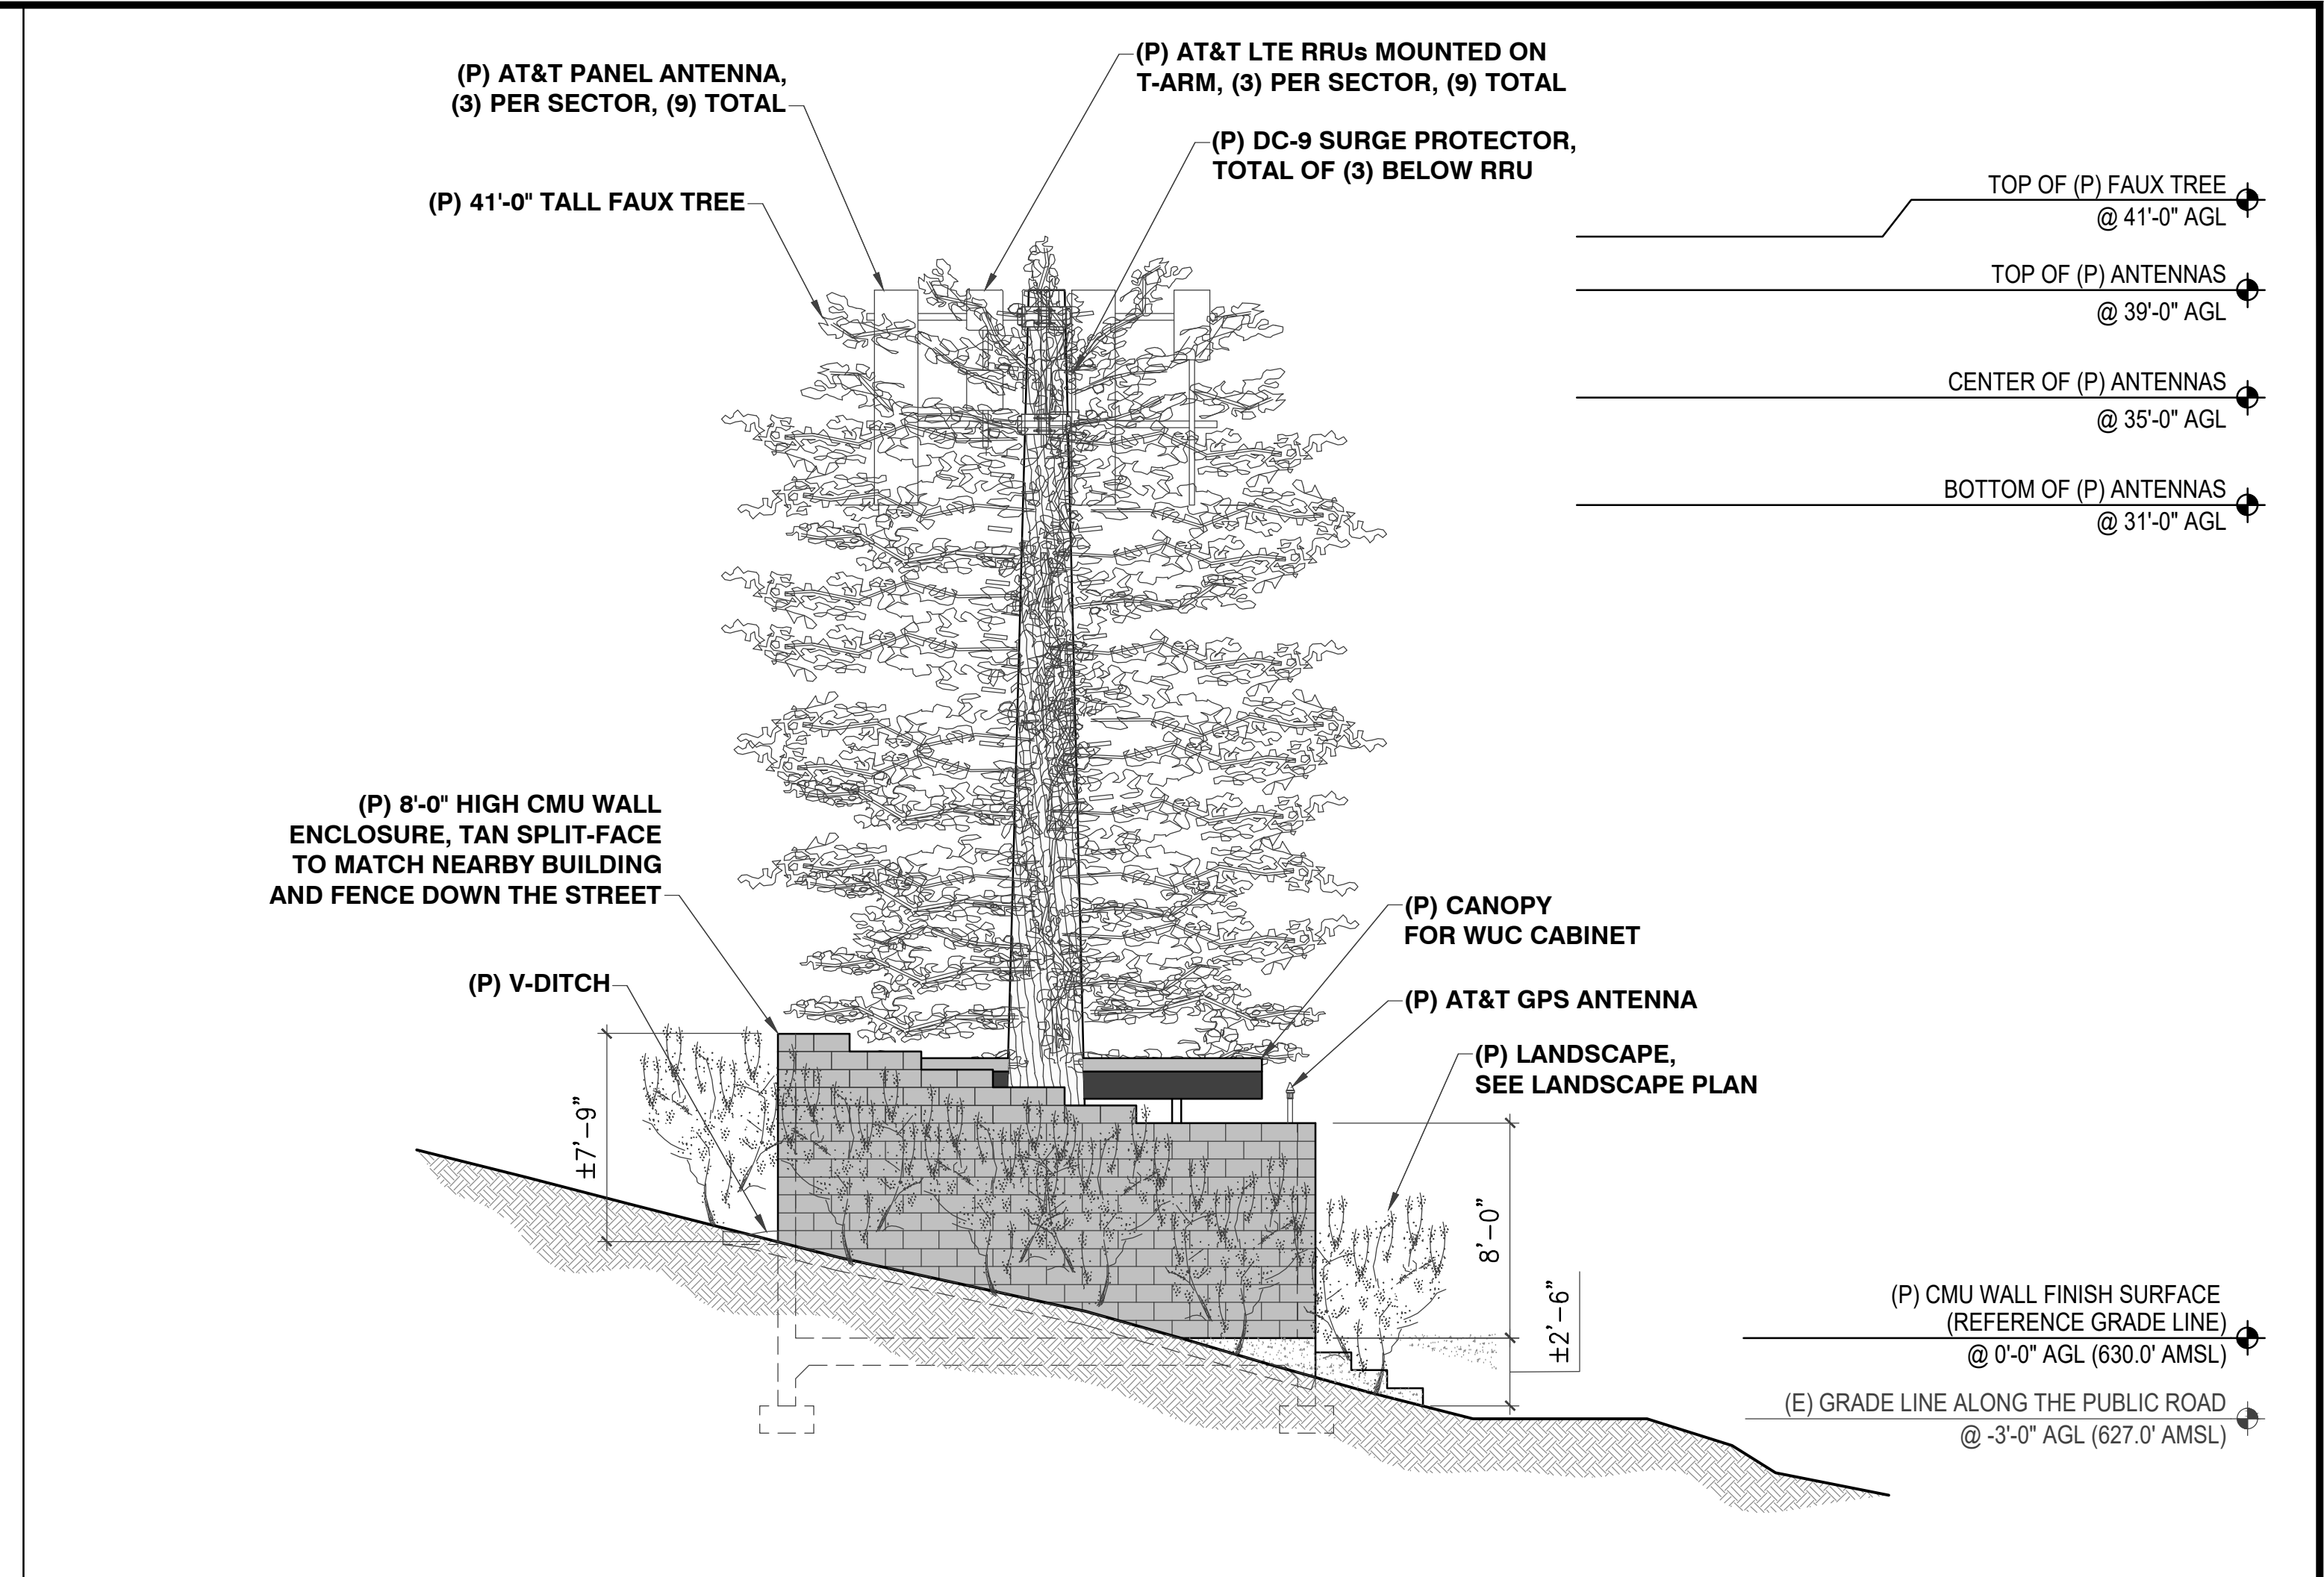 (P) AT&T PANEL ANTENNA,
(3) PER SECTOR, (9) TOTAL
(P) AT&T LTE RRUs MOUNTED ON
T-ARM, (3) PER SECTOR, (9) TOTAL
(P) DC-9 SURGE PROTECTOR,
TOTAL OF (3) BELOW RRU
(P) 41'-0" TALL FAUX TREE
TOP OF (P) FAUX TREE
@ 41'-0" AGL
TOP OF (P) ANTENNAS
@ 39'-0" AGL
CENTER OF (P) ANTENNAS
@ 35'-0" AGL
BOTTOM OF (P) ANTENNAS
@ 31'-0" AGL
(P) 8'-0" HIGH CMU WALL
ENCLOSURE, TAN SPLIT-FACE
TO MATCH NEARBY BUILDING
AND FENCE DOWN THE STREET
(P) V-DITCH
(P) CANOPY
FOR WUC CABINET
(P) AT&T GPS ANTENNA
(P) LANDSCAPE,
SEE LANDSCAPE PLAN
±7'-9"
8'-0"
±2'-6"
(P) CMU WALL FINISH SURFACE
(REFERENCE GRADE LINE)
@ 0'-0" AGL (630.0' AMSL)
(E) GRADE LINE ALONG THE PUBLIC ROAD
@ -3'-0" AGL (627.0' AMSL)